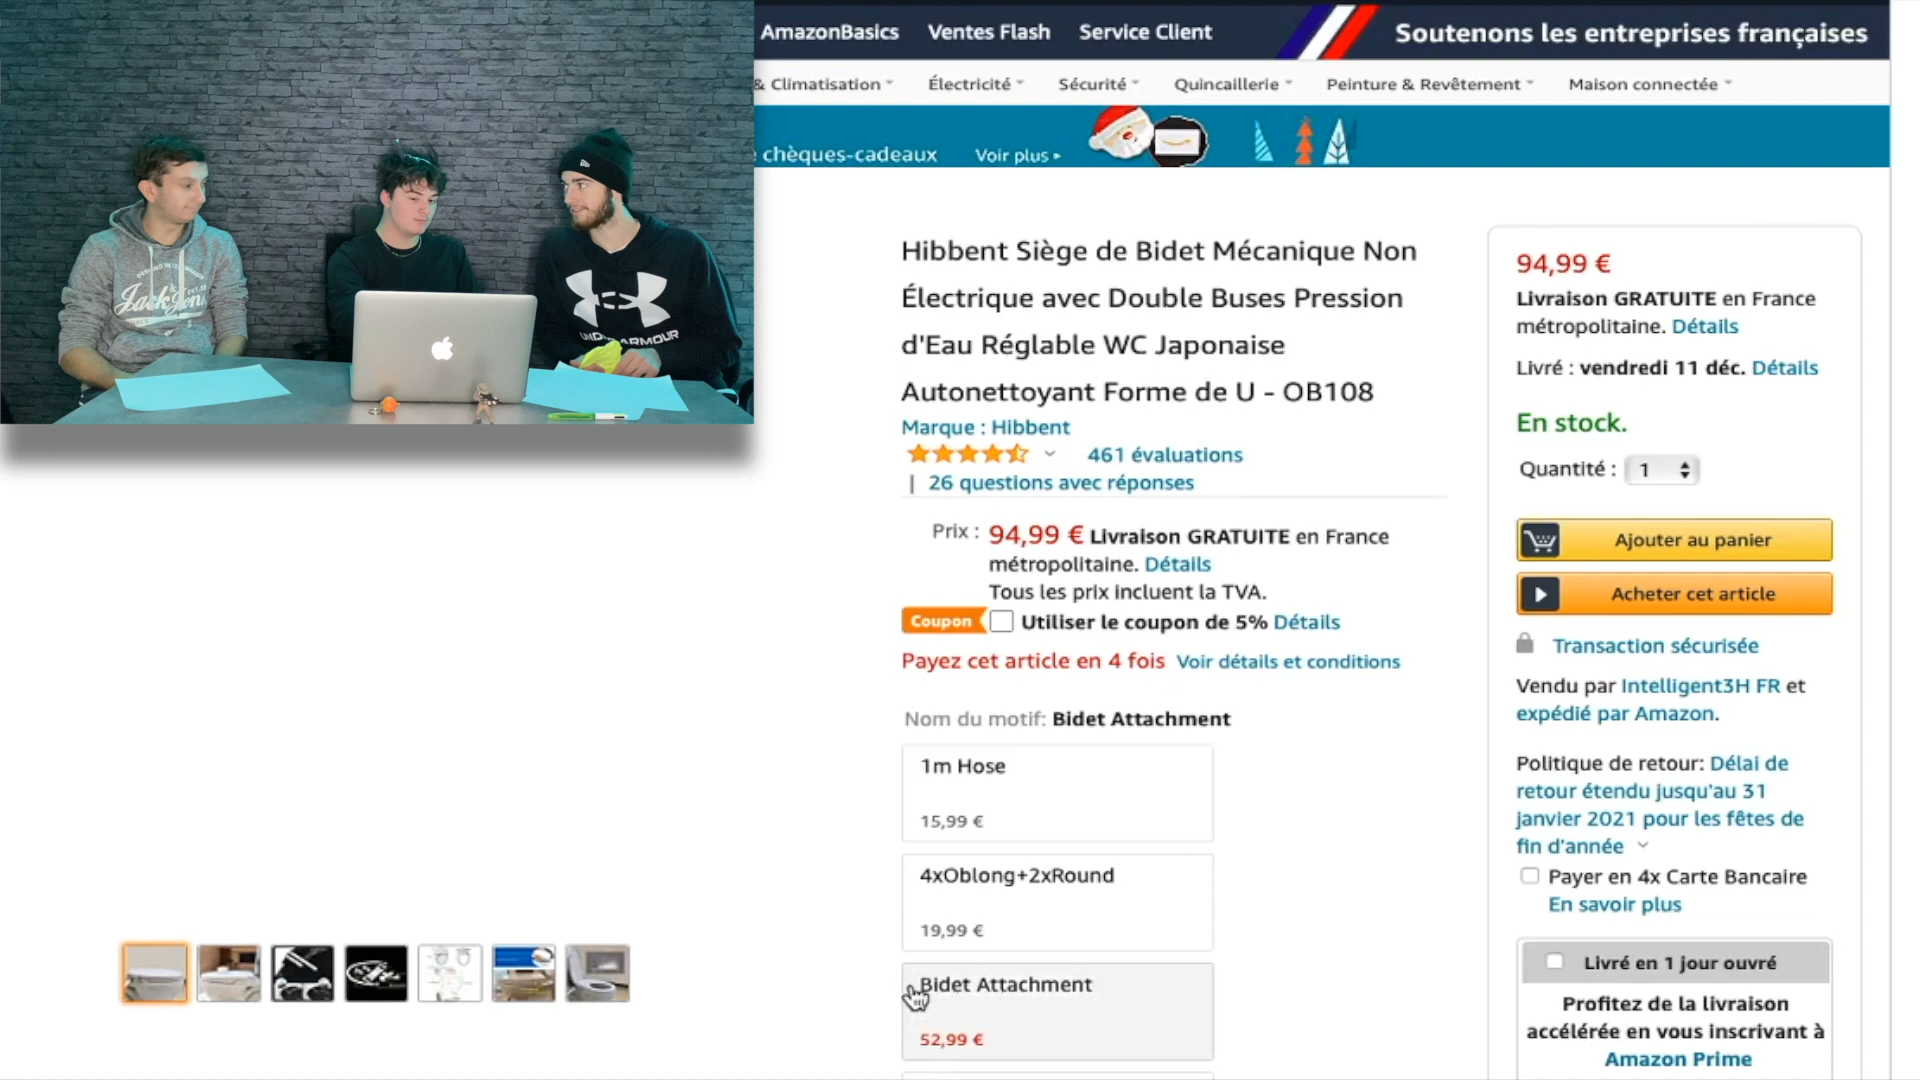 AmazonBasics Ventes Flash Service Client Soutenons les entreprises françaises
& Climatisation Électricité Sécurité Quincaillerie Peinture & Revêtement Maison connectée
chèques-cadeaux Voir plus
Jack Jones
UNDER ARMOUR
Hibbent Siège de Bidet Mécanique Non
Électrique avec Double Buses Pression
d'Eau Réglable WC Japonaise
Autonettoyant Forme de U - OB108
Marque : Hibbent
461 évaluations
| 26 questions avec réponses
Prix : 94,99 € Livraison GRATUITE en France
métropolitaine. Détails
Tous les prix incluent la TVA.
Coupon Utiliser le coupon de 5% Détails
Payez cet article en 4 fois Voir détails et conditions
Nom du motif: Bidet Attachment
1m Hose
15,99 €
4xOblong+2xRound
19,99 €
Bidet Attachment
52,99 €
94,99 €
Livraison GRATUITE en France
métropolitaine. Détails
Livré : vendredi 11 déc. Détails
En stock.
Quantité : 1
Ajouter au panier
Acheter cet article
Transaction sécurisée
Vendu par Intelligent3H FR et
expédié par Amazon.
Politique de retour: Délai de
retour étendu jusqu'au 31
janvier 2021 pour les fêtes de
fin d'année
Payer en 4x Carte Bancaire
En savoir plus
Livré en 1 jour ouvré
Profitez de la livraison
accélérée en vous inscrivant à
Amazon Prime